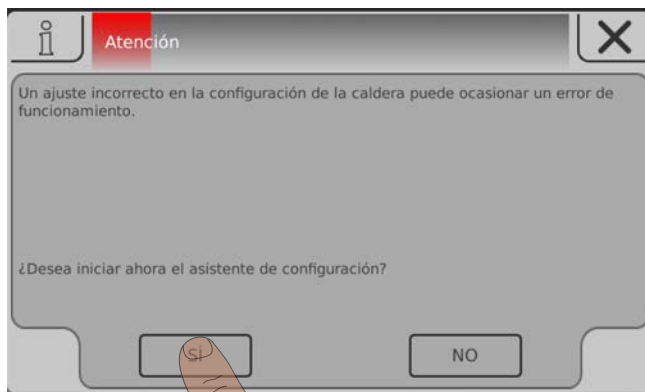 Atención
Un ajuste incorrecto en la configuración de la caldera puede ocasionar un error de
funcionamiento.
¿Desea iniciar ahora el asistente de configuración?
SÍ
NO